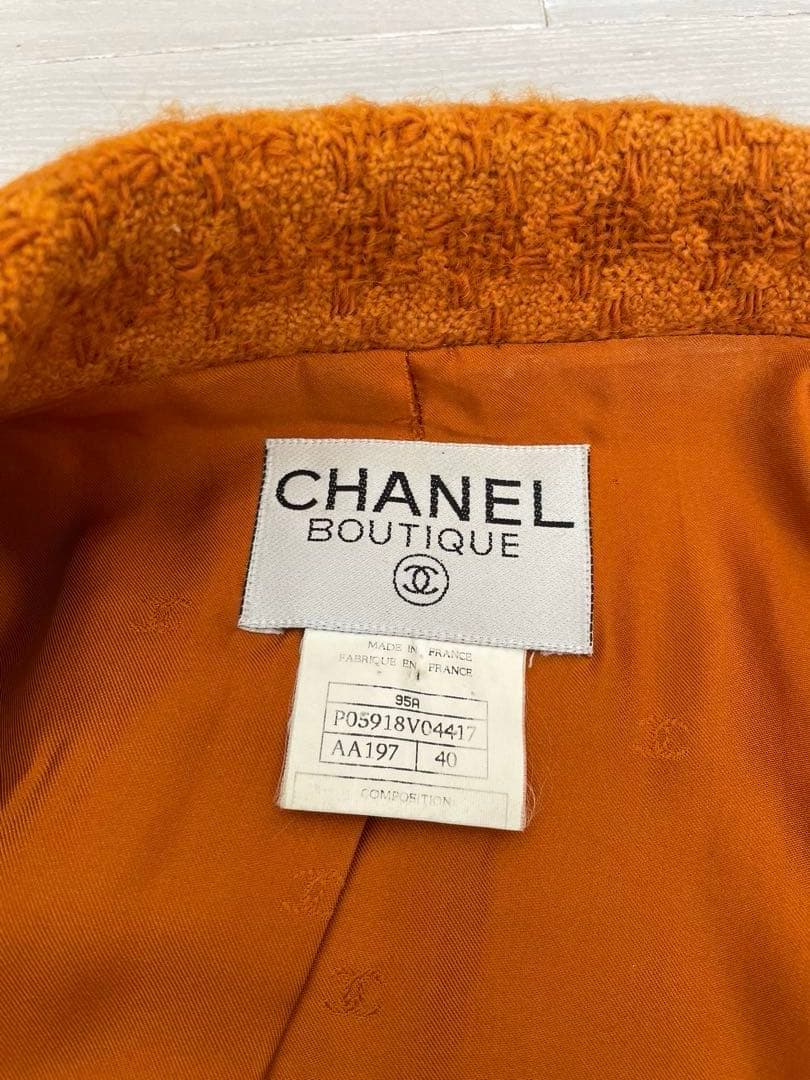 CHANEL
BOUTIQUE
MADE IN FRANCE
FABRIQUE EN FRANCE
95A
P05918V04417
AA197 40
COMPOSITION